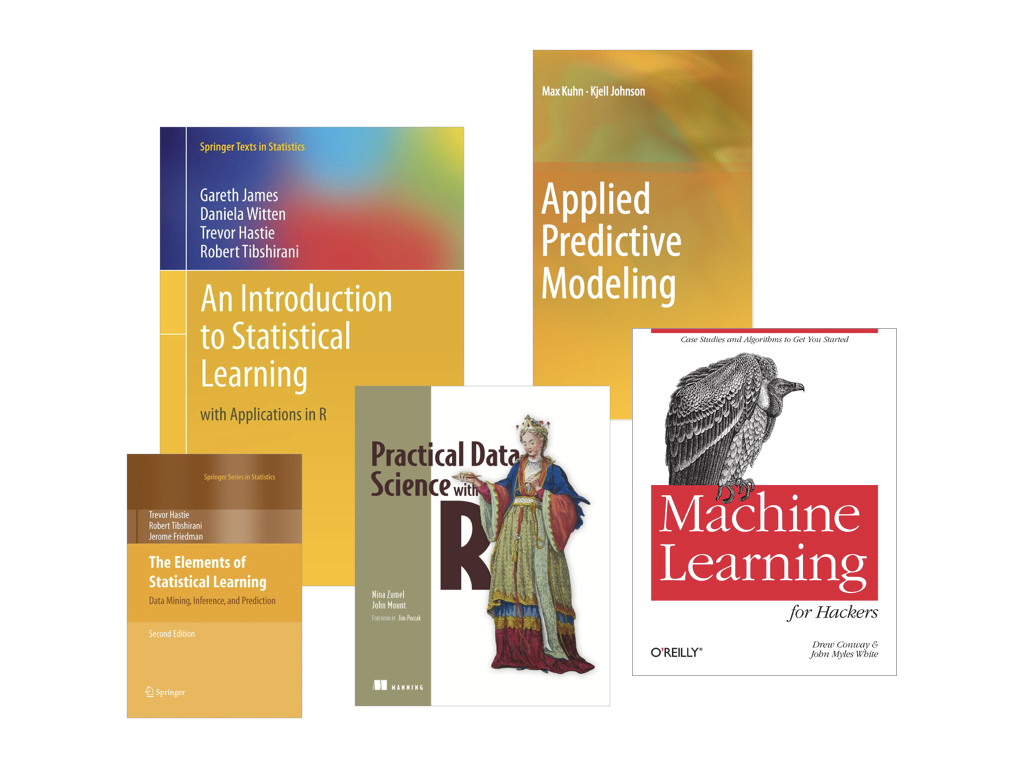 Max Kuhn · Kjell Johnson
Applied
Predictive
Modeling
Springer Texts in Statistics
Gareth James
Daniela Witten
Trevor Hastie
Robert Tibshirani
An Introduction
to Statistical
Learning
with Applications in R
Case Studies and Algorithms to Get You Started
Machine
Learning
for Hackers
O'REILLY®
Drew Conway &
John Myles White
Practical Data
Science with
R
Nina Zumel
John Mount
FOREWORD BY Jim Porzak
MANNING
Springer Series in Statistics
Trevor Hastie
Robert Tibshirani
Jerome Friedman
The Elements of
Statistical Learning
Data Mining, Inference, and Prediction
Second Edition
Springer